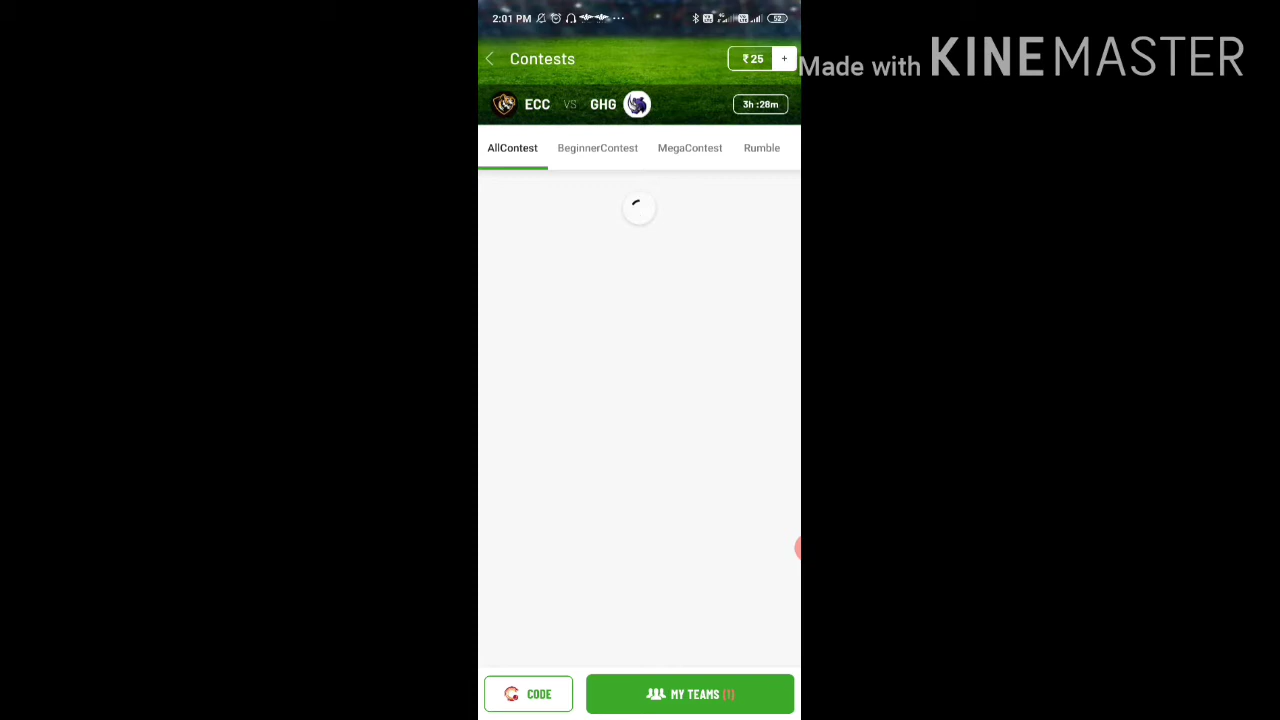 2:01 PM
52
Contests
₹25 +
Made with KINEMASTER
ECC VS GHG
3h :28m
AllContest BeginnerContest MegaContest Rumble
CODE
MY TEAMS (1)